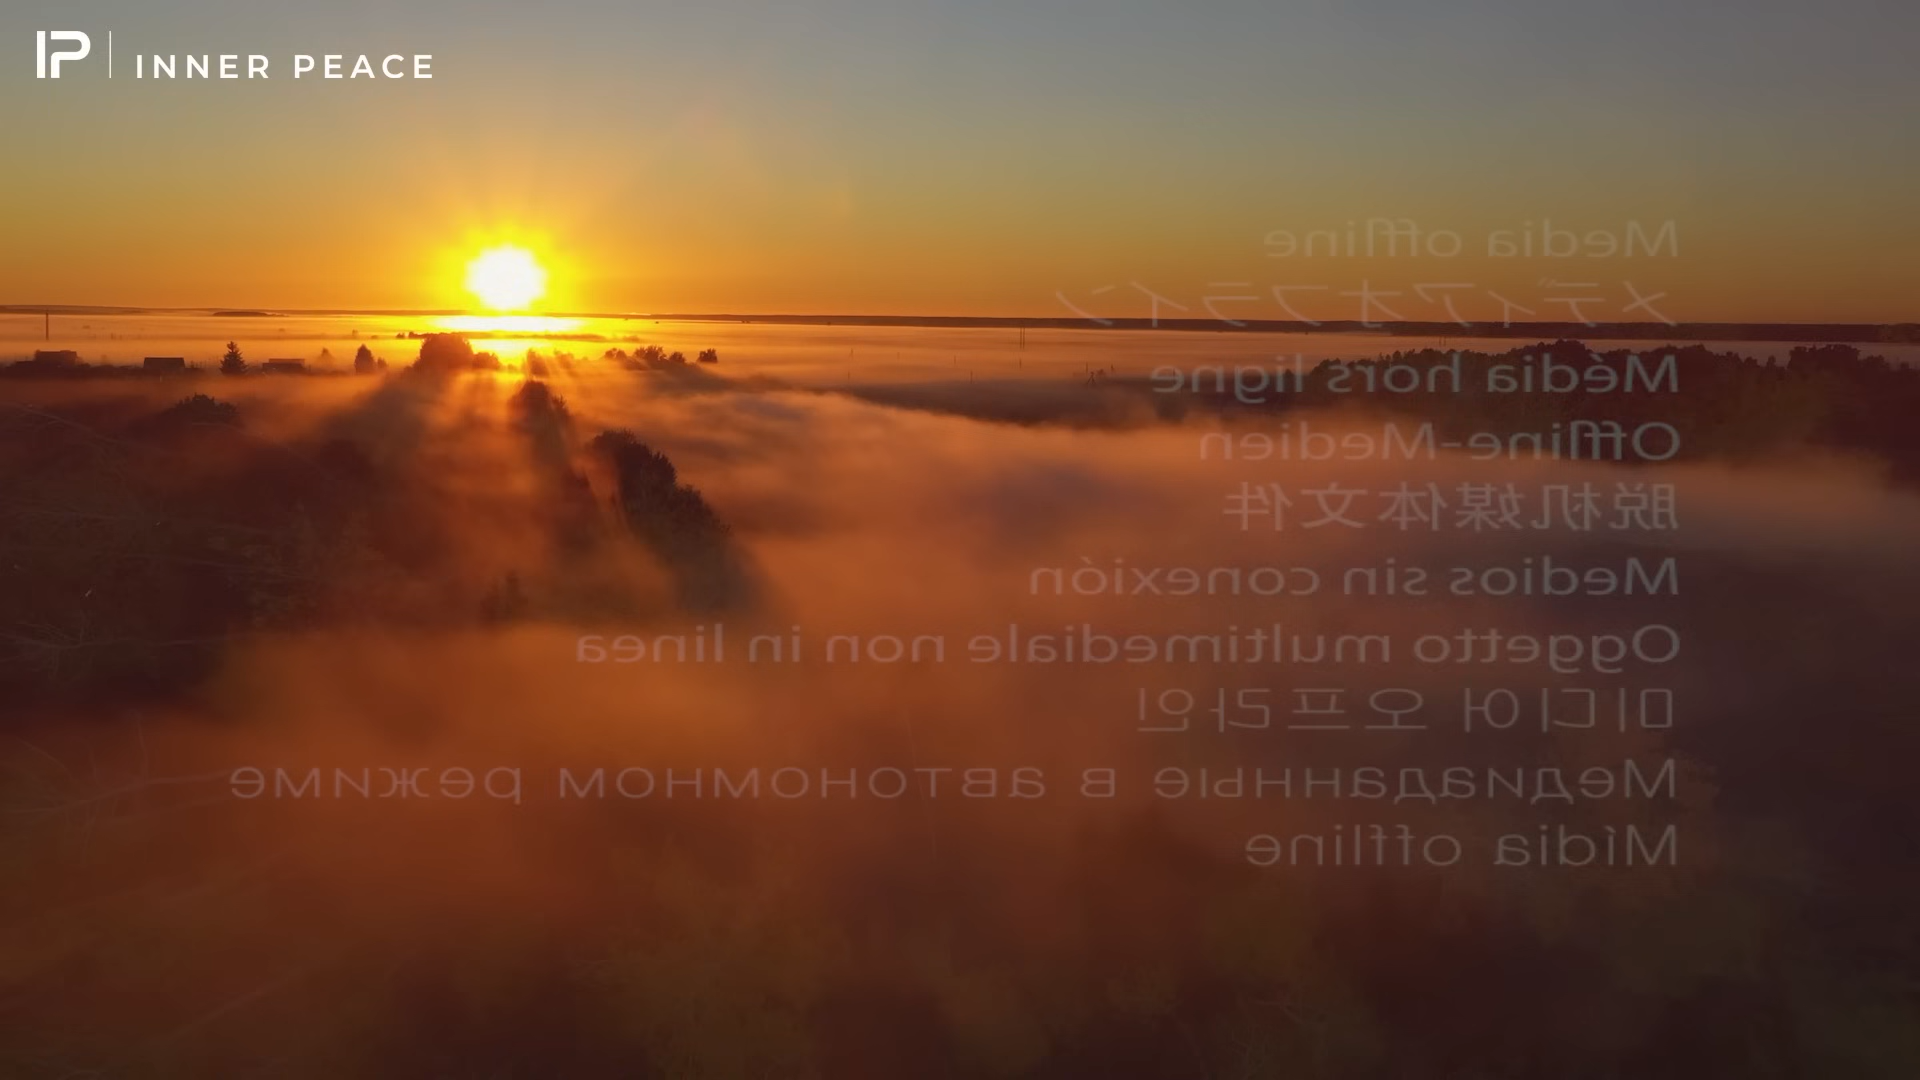 IP INNER PEACE
Media offline
メディアオフライン
Média hors ligne
Offline-Medien
脱机媒体文件
Medios sin conexión
Oggetto multimediale non in linea
미디어 오프라인
Медиаданные в автономном режиме
Mídia offline